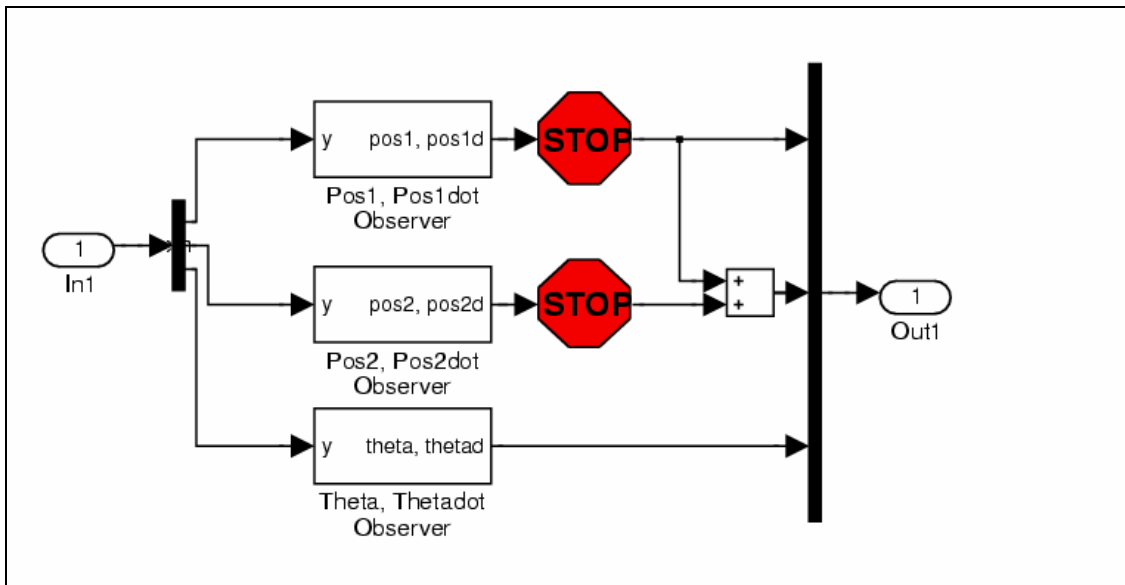 y
pos1, pos1d
STOP
Pos1, Pos1dot
Observer
1
In1
y
pos2, pos2d
STOP
+
+
Pos2, Pos2dot
Observer
1
Out1
y
theta, thetad
Theta, Thetadot
Observer